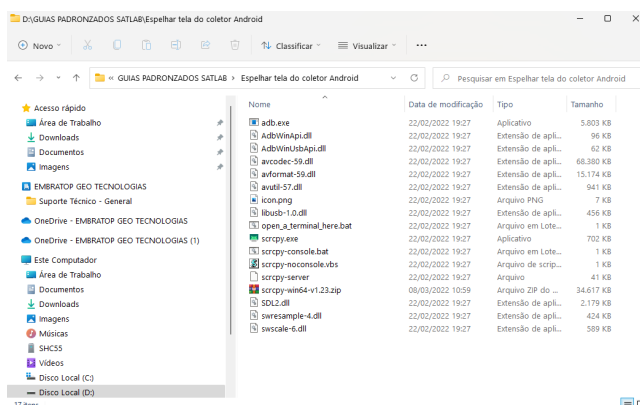 D:\GUIAS PADRONZADOS SATLAB\Espelhar tela do coletor Android
Novo
Classificar
Visualizar
« GUIAS PADRONZADOS SATLAB > Espelhar tela do coletor Android
Pesquisar em Espelhar tela do coletor Android
Acesso rápido
Área de Trabalho
Downloads
Documentos
Imagens
EMBRATOP GEO TECNOLOGIAS
Suporte Técnico - General
OneDrive - EMBRATOP GEO TECNOLOGIAS
OneDrive - EMBRATOP GEO TECNOLOGIAS (1)
Este Computador
Área de Trabalho
Documentos
Downloads
Imagens
Músicas
SHC55
Vídeos
Disco Local (C:)
Disco Local (D:)
17 itens
Nome Data de modificação Tipo Tamanho
adb.exe 22/02/2022 19:27 Aplicativo 5.803 KB
AdbWinApi.dll 22/02/2022 19:27 Extensão de apli... 96 KB
AdbWinUsbApi.dll 22/02/2022 19:27 Extensão de apli... 62 KB
avcodec-59.dll 22/02/2022 19:27 Extensão de apli... 68.380 KB
avformat-59.dll 22/02/2022 19:27 Extensão de apli... 15.174 KB
avutil-57.dll 22/02/2022 19:27 Extensão de apli... 941 KB
icon.png 22/02/2022 19:27 Arquivo PNG 7 KB
libusb-1.0.dll 22/02/2022 19:27 Extensão de apli... 456 KB
open_a_terminal_here.bat 22/02/2022 19:27 Arquivo em Lote... 1 KB
scrcpy.exe 22/02/2022 19:27 Aplicativo 702 KB
scrcpy-console.bat 22/02/2022 19:27 Arquivo em Lote... 1 KB
scrcpy-noconsole.vbs 22/02/2022 19:27 Arquivo de scrip... 1 KB
scrcpy-server 22/02/2022 19:27 Arquivo 41 KB
scrcpy-win64-v1.23.zip 08/03/2022 10:59 Arquivo ZIP do ... 34.617 KB
SDL2.dll 22/02/2022 19:27 Extensão de apli... 2.179 KB
swresample-4.dll 22/02/2022 19:27 Extensão de apli... 424 KB
swscale-6.dll 22/02/2022 19:27 Extensão de apli... 589 KB